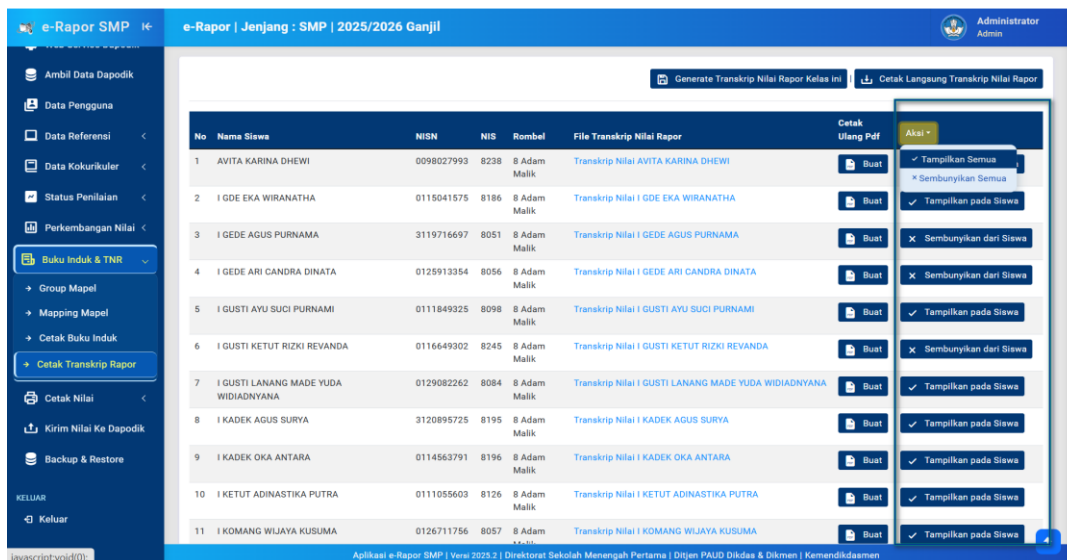 e-Rapor SMP
e-Rapor | Jenjang : SMP | 2025/2026 Ganjil
Administrator
Admin
Ambil Data Dapodik
Data Pengguna
Data Referensi
Data Kokurikuler
Status Penilaian
Perkembangan Nilai
Buku Induk & TNR
Group Mapel
Mapping Mapel
Cetak Buku Induk
Cetak Transkrip Rapor
Cetak Nilai
Kirim Nilai Ke Dapodik
Backup & Restore
KELUAR
Keluar
javascript:void(0);
Generate Transkrip Nilai Rapor Kelas ini | Cetak Langsung Transkrip Nilai Rapor
No Nama Siswa NISN NIS Rombel File Transkrip Nilai Rapor Cetak Ulang Pdf Aksi
Tampilkan Semua
Sembunyikan Semua
1 AVITA KARINA DHEWI 0098027993 8238 8 Adam Malik Transkrip Nilai AVITA KARINA DHEWI Buat
2 I GDE EKA WIRANATHA 0115041575 8186 8 Adam Malik Transkrip Nilai I GDE EKA WIRANATHA Buat Tampilkan pada Siswa
3 I GEDE AGUS PURNAMA 3119716697 8051 8 Adam Malik Transkrip Nilai I GEDE AGUS PURNAMA Buat Sembunyikan dari Siswa
4 I GEDE ARI CANDRA DINATA 0125913354 8056 8 Adam Malik Transkrip Nilai I GEDE ARI CANDRA DINATA Buat Sembunyikan dari Siswa
5 I GUSTI AYU SUCI PURNAMI 0111849325 8098 8 Adam Malik Transkrip Nilai I GUSTI AYU SUCI PURNAMI Buat Tampilkan pada Siswa
6 I GUSTI KETUT RIZKI REVANDA 0116649302 8245 8 Adam Malik Transkrip Nilai I GUSTI KETUT RIZKI REVANDA Buat Sembunyikan dari Siswa
7 I GUSTI LANANG MADE YUDA WIDIADNYANA 0129082262 8084 8 Adam Malik Transkrip Nilai I GUSTI LANANG MADE YUDA WIDIADNYANA Buat Tampilkan pada Siswa
8 I KADEK AGUS SURYA 3120895725 8195 8 Adam Malik Transkrip Nilai I KADEK AGUS SURYA Buat Tampilkan pada Siswa
9 I KADEK OKA ANTARA 0114563791 8196 8 Adam Malik Transkrip Nilai I KADEK OKA ANTARA Buat Tampilkan pada Siswa
10 I KETUT ADINASTIKA PUTRA 0111055603 8126 8 Adam Malik Transkrip Nilai I KETUT ADINASTIKA PUTRA Buat Tampilkan pada Siswa
11 I KOMANG WIJAYA KUSUMA 0126711756 8057 8 Adam Transkrip Nilai I KOMANG WIJAYA KUSUMA Buat Tampilkan pada Siswa
Aplikasi e-Rapor SMP | Versi 2025.2 | Direktorat Sekolah Menengah Pertama | Ditjen PAUD Dikdas & Dikmen | Kemendikdasmen